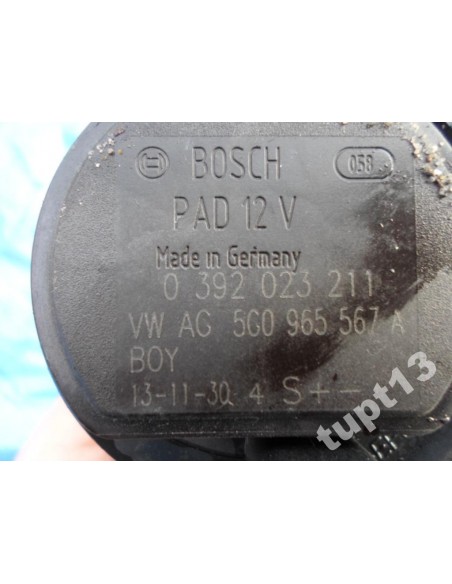 BOSCH 058
PAD 12 V
Made in Germany
0 392 023 211
VW AG 5G0 965 567 A
BOY
13-11-30 4 S + -
tupt13